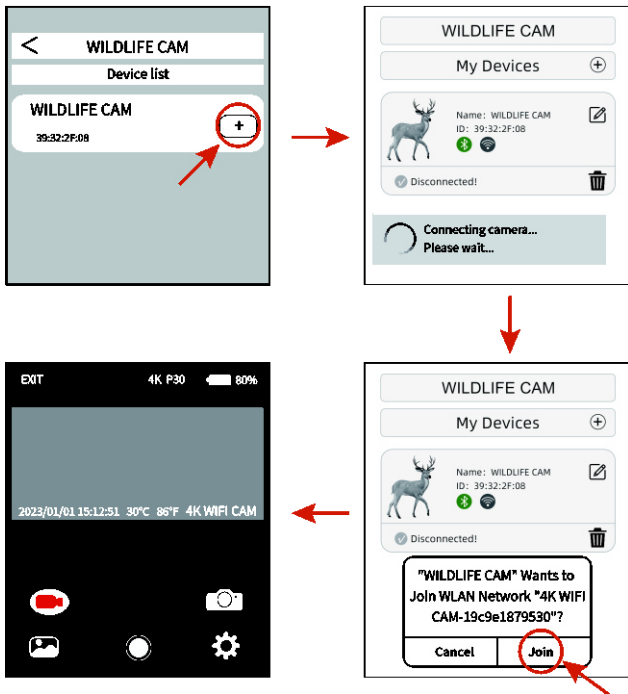 < WILDLIFE CAM
Device list
WILDLIFE CAM
39:32:2F:08
+
WILDLIFE CAM
My Devices +
Name: WILDLIFE CAM
ID: 39:32:2F:08
Disconnected!
Connecting camera...
Please wait...
WILDLIFE CAM
My Devices +
Name: WILDLIFE CAM
ID: 39:32:2F:08
Disconnected!
"WILDLIFE CAM" Wants to
Join WLAN Network "4K WIFI
CAM-19c9e1879530"?
Cancel Join
EXIT 4K P30 80%
2023/01/01 15:12:51 30°C 86°F 4K WIFI CAM